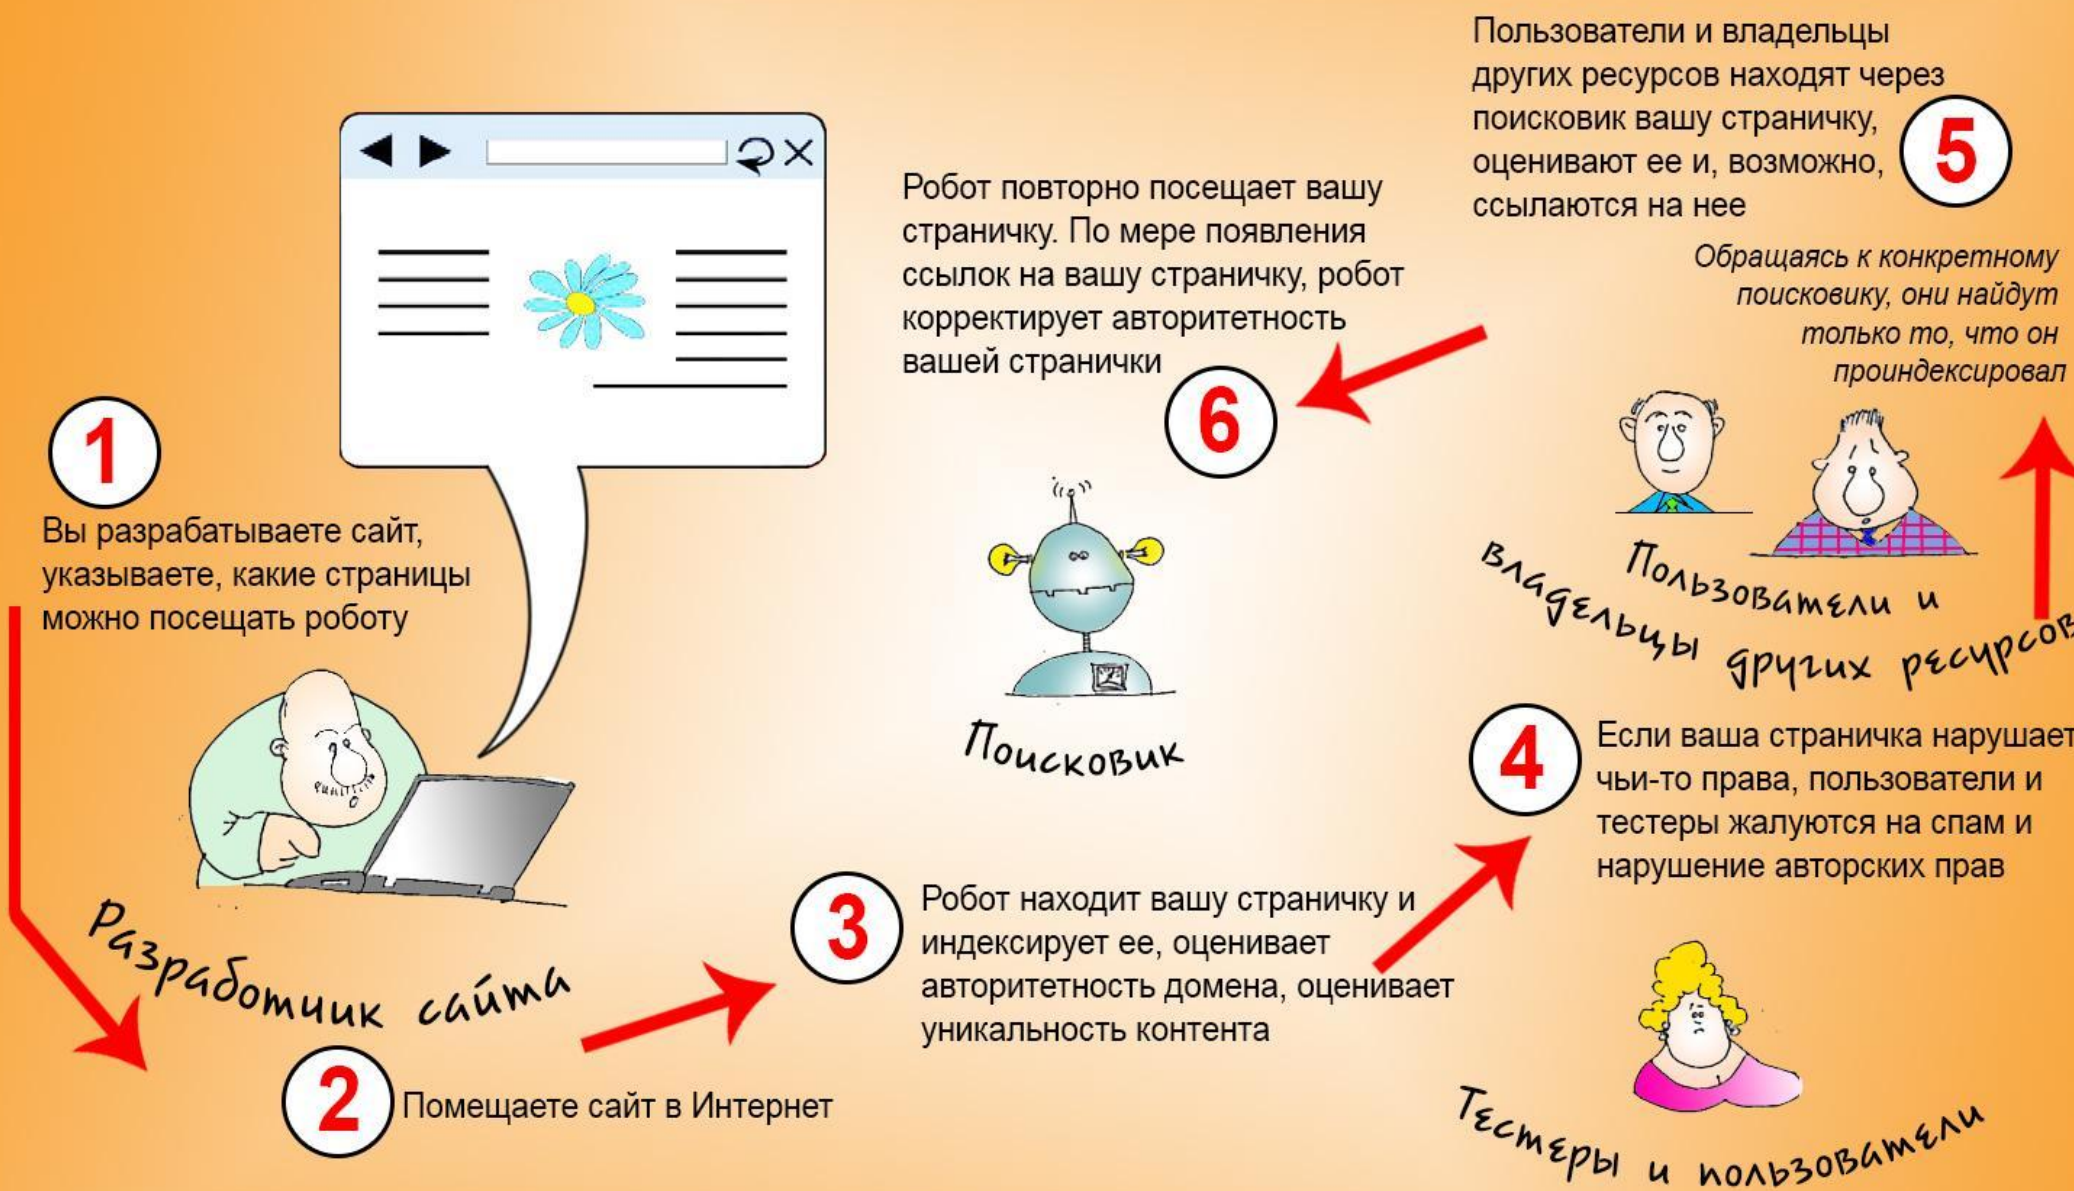 1
Вы разрабатываете сайт,
указываете, какие страницы
можно посещать роботу
Разработчик сайта
2
Помещаете сайт в Интернет
3
Робот находит вашу страничку и
индексирует ее, оценивает
авторитетность домена, оценивает
уникальность контента
4
Если ваша страничка нарушает
чьи-то права, пользователи и
тестеры жалуются на спам и
нарушение авторских прав
Тестеры и пользователи
5
Пользователи и владельцы
других ресурсов находят через
поисковик вашу страничку,
оценивают ее и, возможно,
ссылаются на нее
Обращаясь к конкретному
поисковику, они найдут
только то, что он
проиндексировал
Пользователи и
владельцы других ресурсов
6
Робот повторно посещает вашу
страничку. По мере появления
ссылок на вашу страничку, робот
корректирует авторитетность
вашей странички
Поисковик